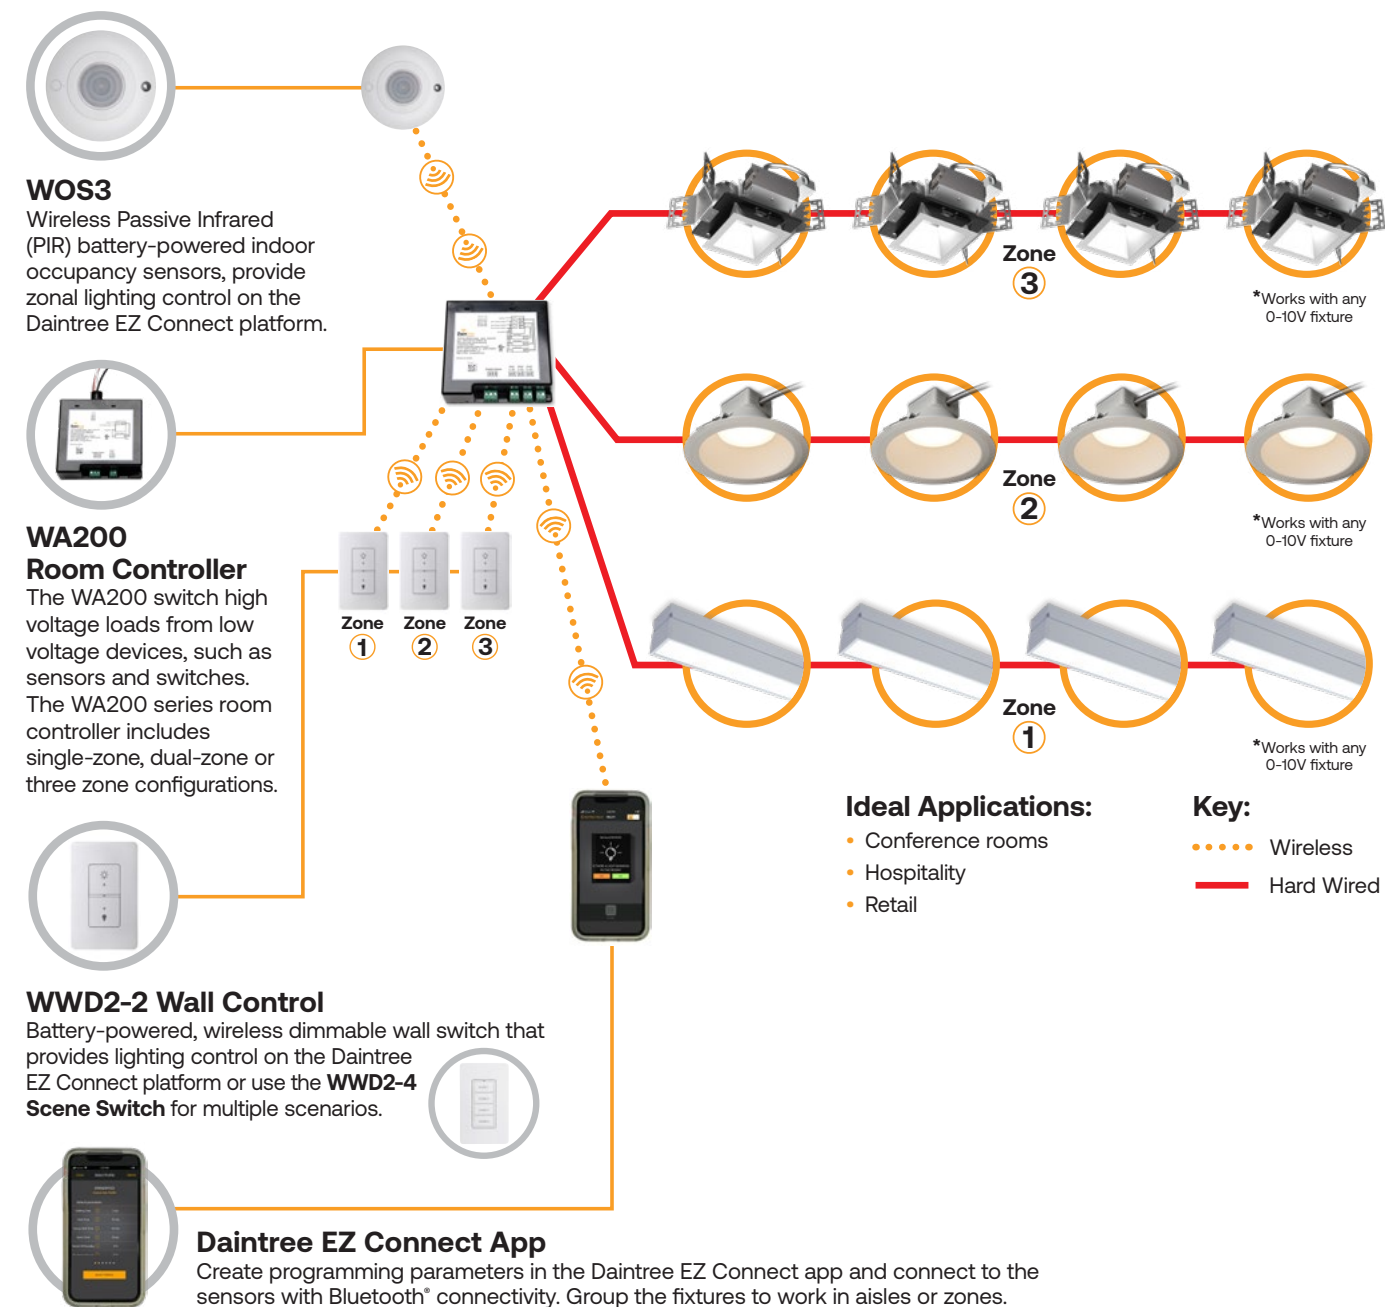 WOS3
Wireless Passive Infrared
(PIR) battery-powered indoor
occupancy sensors, provide
zonal lighting control on the
Daintree EZ Connect platform.
WA200
Room Controller
The WA200 switch high
voltage loads from low
voltage devices, such as
sensors and switches.
The WA200 series room
controller includes
single-zone, dual-zone or
three zone configurations.
Zone
1
Zone
2
Zone
3
Zone
3
*Works with any
0-10V fixture
Zone
2
*Works with any
0-10V fixture
Zone
1
*Works with any
0-10V fixture
Ideal Applications:
• Conference rooms
• Hospitality
• Retail
Key:
Wireless
Hard Wired
WWD2-2 Wall Control
Battery-powered, wireless dimmable wall switch that
provides lighting control on the Daintree
EZ Connect platform or use the WWD2-4
Scene Switch for multiple scenarios.
Daintree EZ Connect App
Create programming parameters in the Daintree EZ Connect app and connect to the
sensors with Bluetooth® connectivity. Group the fixtures to work in aisles or zones.